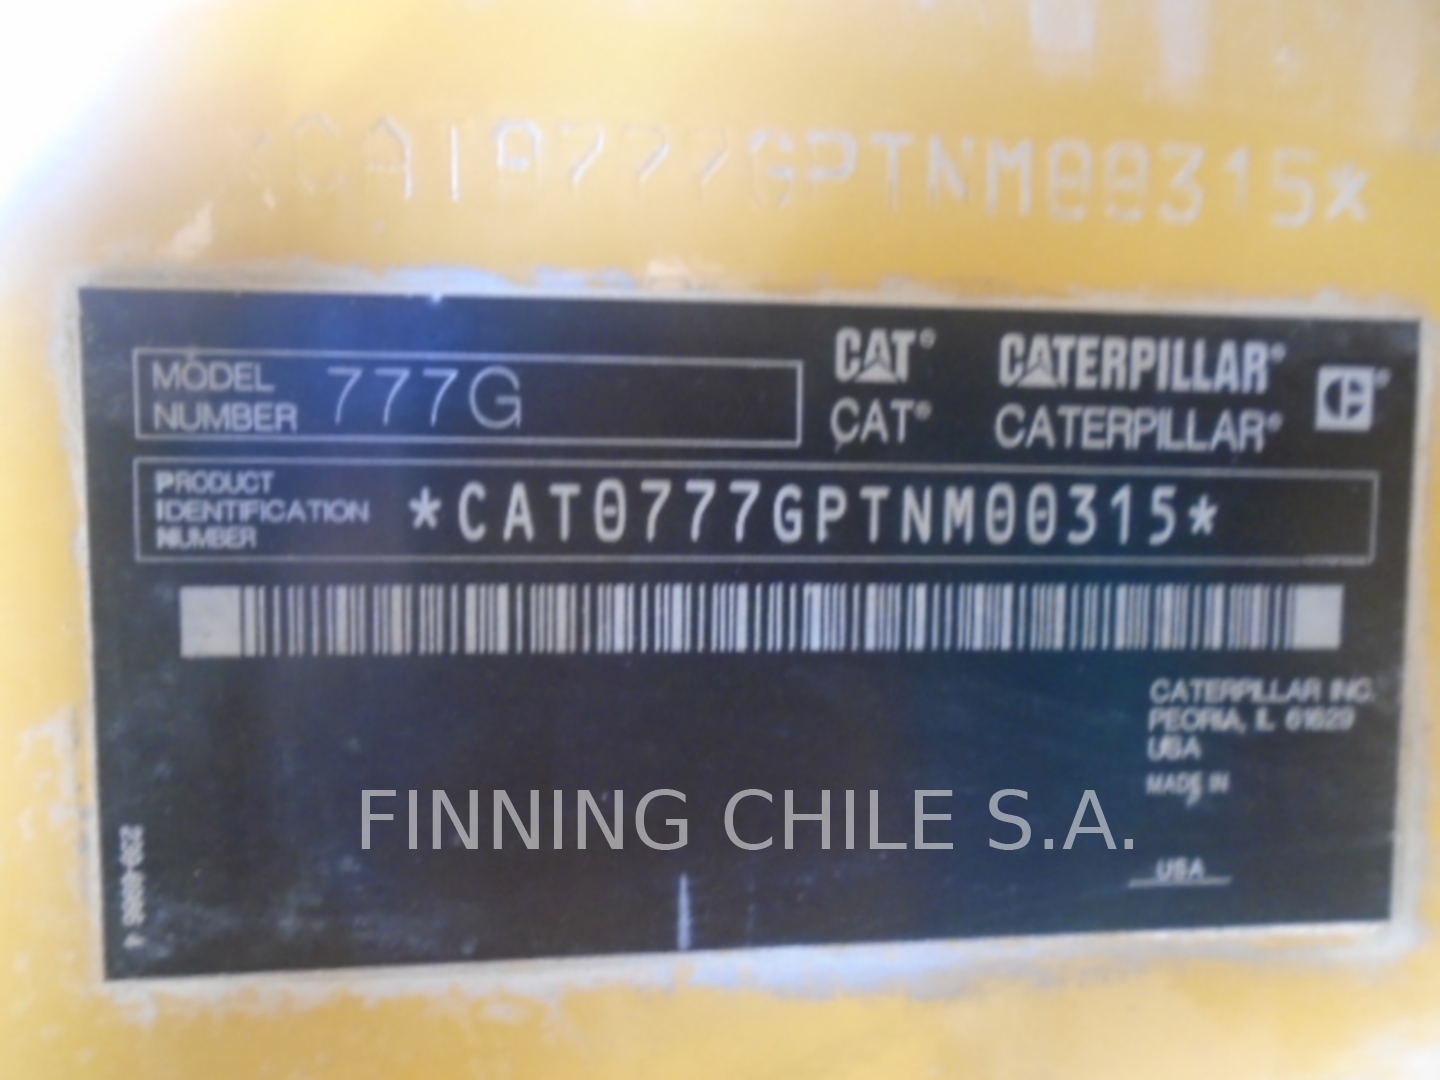 *CAT0777GPTNM00315*
MODEL
NUMBER 777G
CAT® CATERPILLAR®
CAT® CATERPILLAR®
PRODUCT
IDENTIFICATION
NUMBER *CAT0777GPTNM00315*
CATERPILLAR INC.
PEORIA, IL 61629
USA
MADE IN
USA
FINNING CHILE S.A.